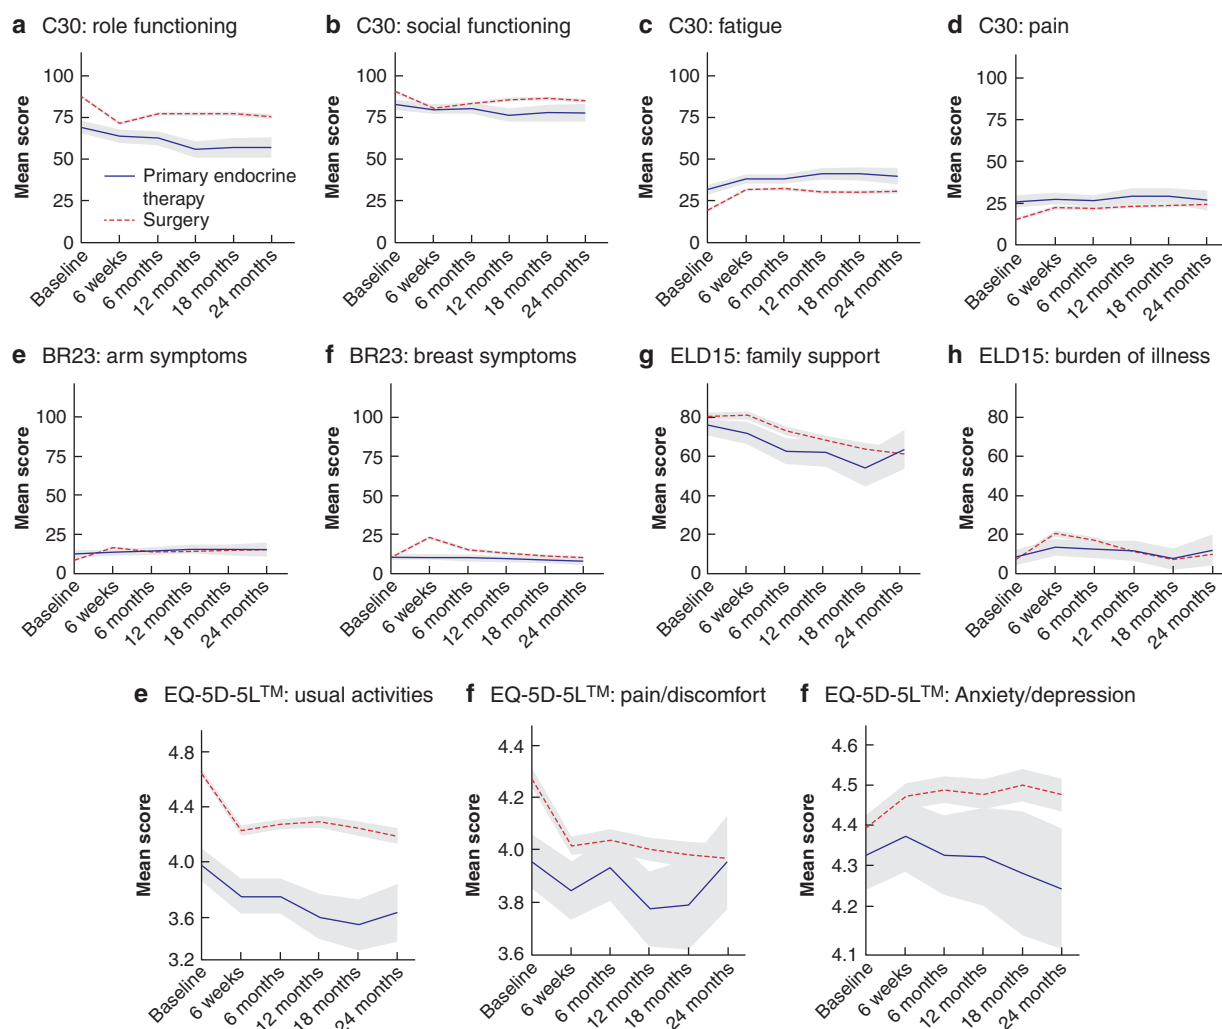 a C30: role functioning
Mean score
100
75
50
25
0
Primary endocrine
therapy
Surgery
Baseline
6 weeks
6 months
12 months
18 months
24 months
b C30: social functioning
Mean score
100
75
50
25
0
Baseline
6 weeks
6 months
12 months
18 months
24 months
c C30: fatigue
Mean score
100
75
50
25
0
Baseline
6 weeks
6 months
12 months
18 months
24 months
d C30: pain
Mean score
100
75
50
25
0
Baseline
6 weeks
6 months
12 months
18 months
24 months
e BR23: arm symptoms
Mean score
100
75
50
25
0
Baseline
6 weeks
6 months
12 months
18 months
24 months
f BR23: breast symptoms
Mean score
100
75
50
25
0
Baseline
6 weeks
6 months
12 months
18 months
24 months
g ELD15: family support
Mean score
80
60
40
20
0
Baseline
6 weeks
6 months
12 months
18 months
24 months
h ELD15: burden of illness
Mean score
80
60
40
20
0
Baseline
6 weeks
6 months
12 months
18 months
24 months
e EQ-5D-5L™: usual activities
Mean score
4.8
4.4
4.0
3.6
3.2
Baseline
6 weeks
6 months
12 months
18 months
24 months
f EQ-5D-5L™: pain/discomfort
Mean score
4.4
4.2
4.0
3.8
3.6
Baseline
6 weeks
6 months
12 months
18 months
24 months
f EQ-5D-5L™: Anxiety/depression
Mean score
4.6
4.5
4.4
4.3
4.2
4.1
Baseline
6 weeks
6 months
12 months
18 months
24 months